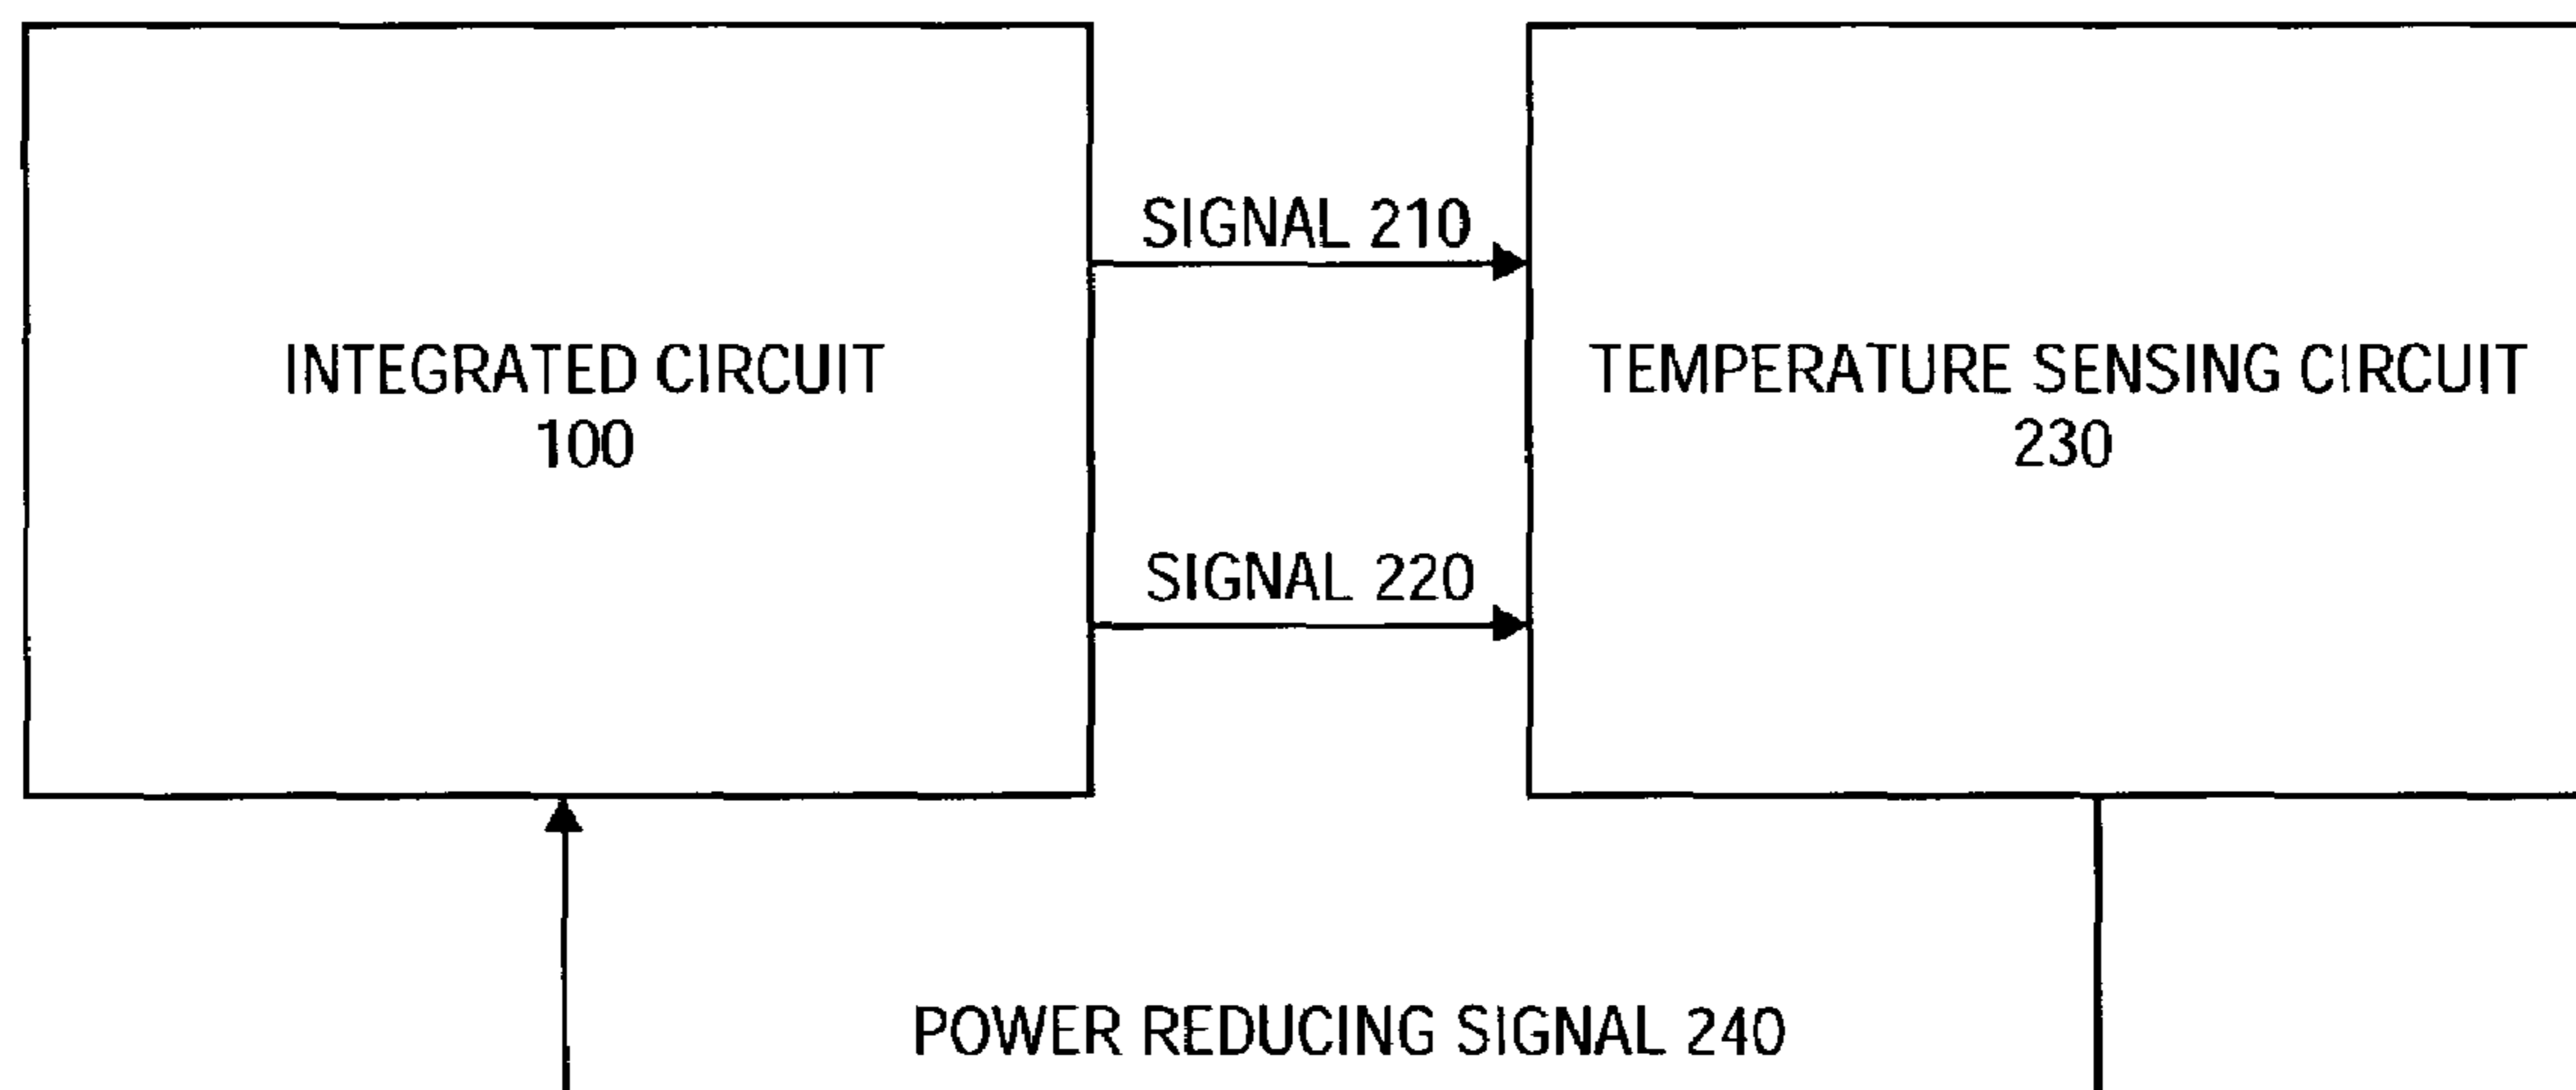 SIGNAL 210
INTEGRATED CIRCUIT
100
TEMPERATURE SENSING CIRCUIT
230
SIGNAL 220
POWER REDUCING SIGNAL 240